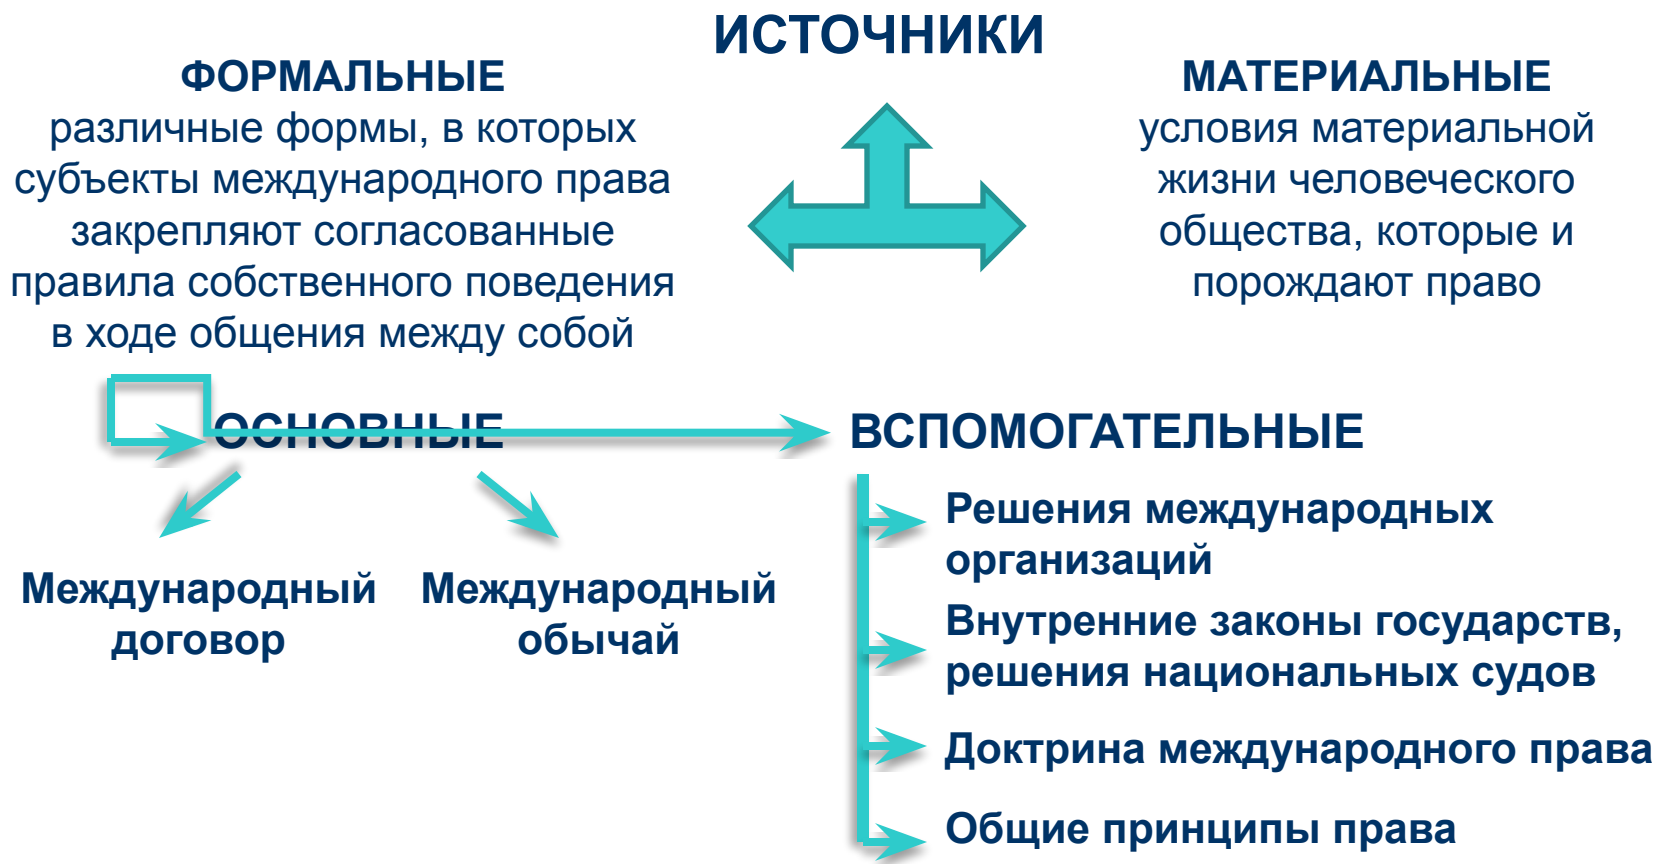 ИСТОЧНИКИ
ФОРМАЛЬНЫЕ
различные формы, в которых
субъекты международного права
закрепляют согласованные
правила собственного поведения
в ходе общения между собой
МАТЕРИАЛЬНЫЕ
условия материальной
жизни человеческого
общества, которые и
порождают право
ОСНОВНЫЕ
ВСПОМОГАТЕЛЬНЫЕ
Международный
договор
Международный
обычай
Решения международных
организаций
Внутренние законы государств,
решения национальных судов
Доктрина международного права
Общие принципы права